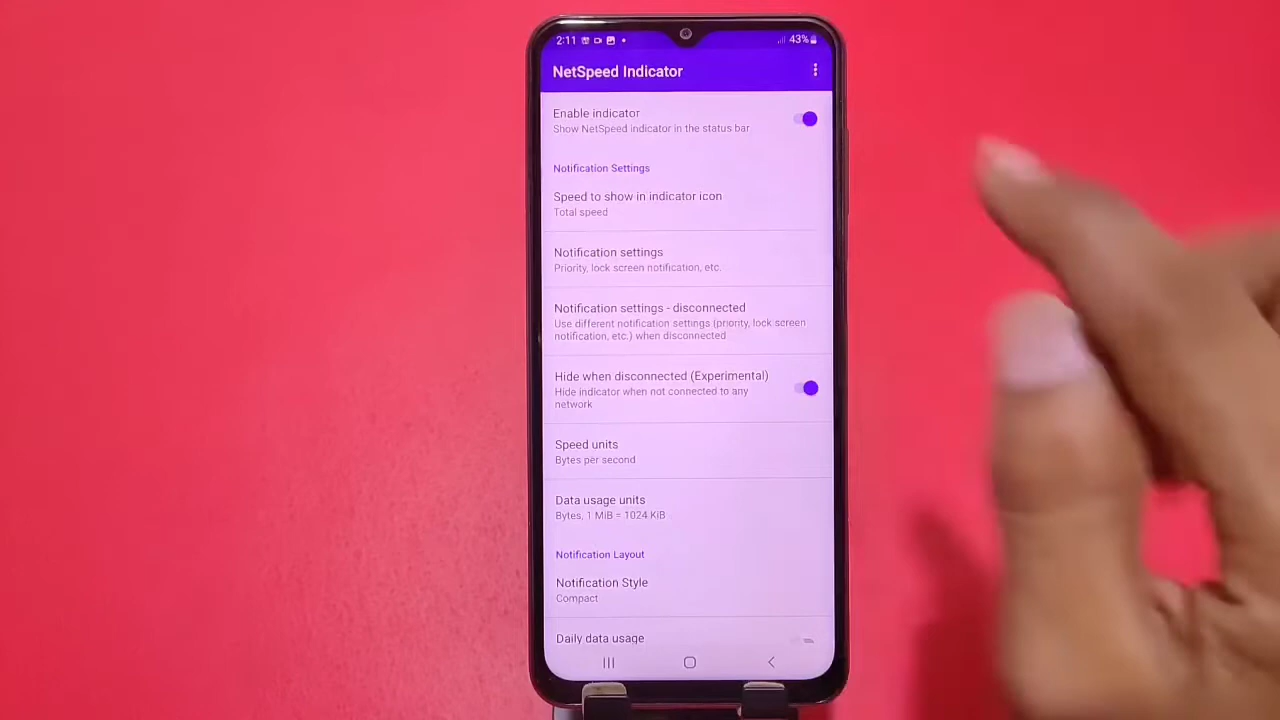 2:11 43%
NetSpeed Indicator
Enable indicator
Show NetSpeed indicator in the status bar
Notification Settings
Speed to show in indicator icon
Total speed
Notification settings
Priority, lock screen notification, etc.
Notification settings - disconnected
Use different notification settings (priority, lock screen
notification, etc.) when disconnected
Hide when disconnected (Experimental)
Hide indicator when not connected to any
network
Speed units
Bytes per second
Data usage units
Bytes, 1 MiB = 1024 KiB
Notification Layout
Notification Style
Compact
Daily data usage